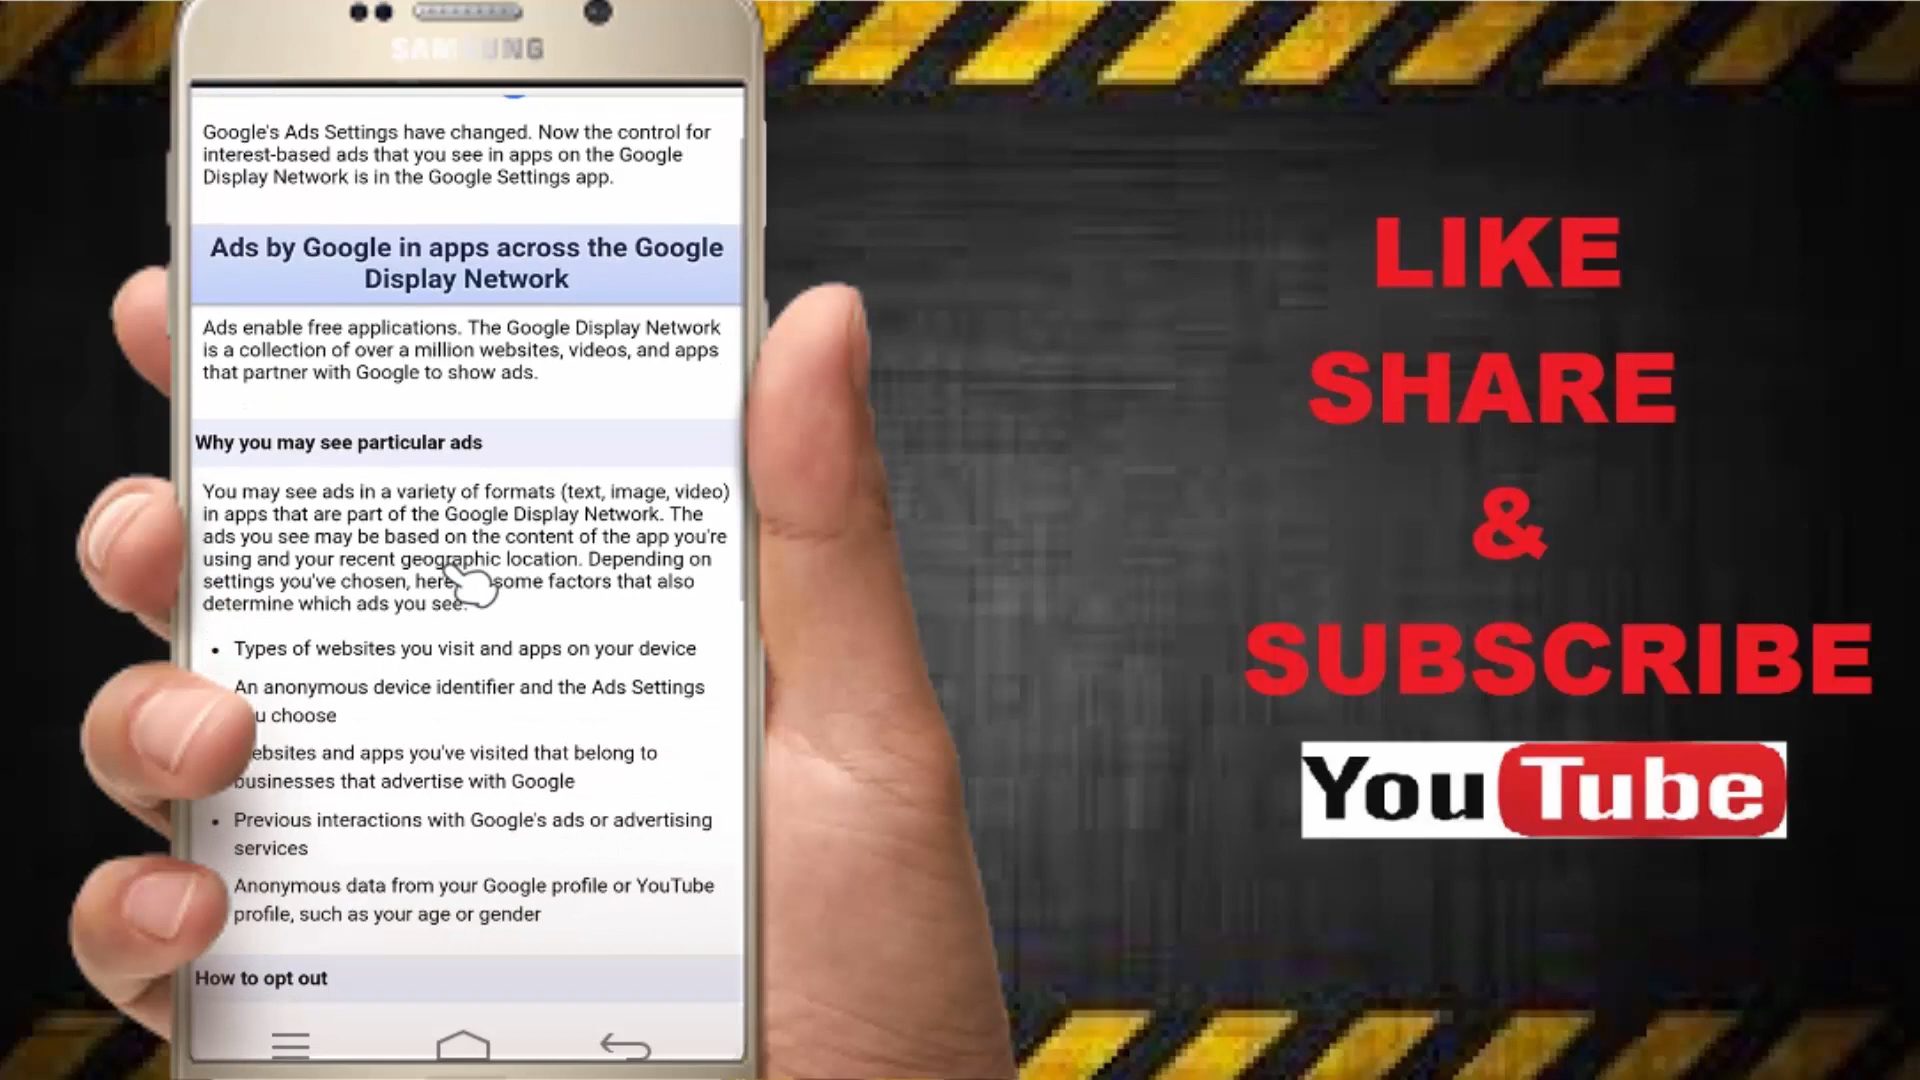 SAMSUNG
Google's Ads Settings have changed. Now the control for
interest-based ads that you see in apps on the Google
Display Network is in the Google Settings app.
Ads by Google in apps across the Google
Display Network
Ads enable free applications. The Google Display Network
is a collection of over a million websites, videos, and apps
that partner with Google to show ads.
Why you may see particular ads
You may see ads in a variety of formats (text, image, video)
in apps that are part of the Google Display Network. The
ads you see may be based on the content of the app you're
using and your recent geographic location. Depending on
settings you've chosen, here some factors that also
determine which ads you see.
• Types of websites you visit and apps on your device
An anonymous device identifier and the Ads Settings
choose
and apps you've visited that belong to
businesses that advertise with Google
• Previous interactions with Google's ads or advertising
services
Anonymous data from your Google profile or YouTube
profile, such as your age or gender
How to opt out
LIKE
SHARE
&
SUBSCRIBE
YouTube